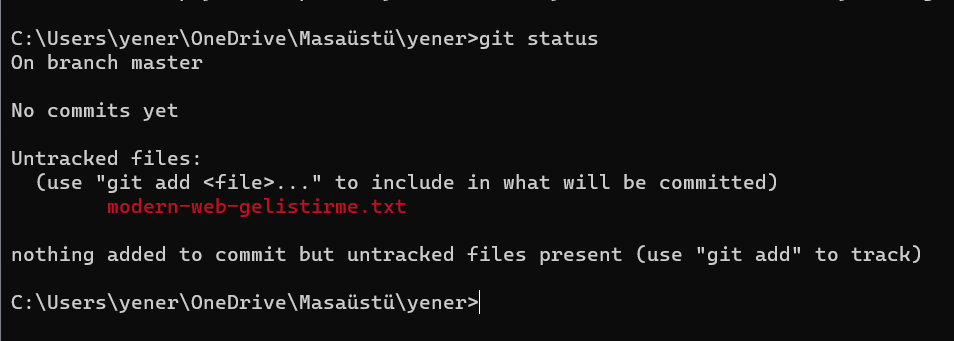 C:\Users\yener\OneDrive\Masaüstü\yener>git status
On branch master
No commits yet
Untracked files:
(use "git add <file>..." to include in what will be committed)
modern-web-gelistirme.txt
nothing added to commit but untracked files present (use "git add" to track)
C:\Users\yener\OneDrive\Masaüstü\yener>